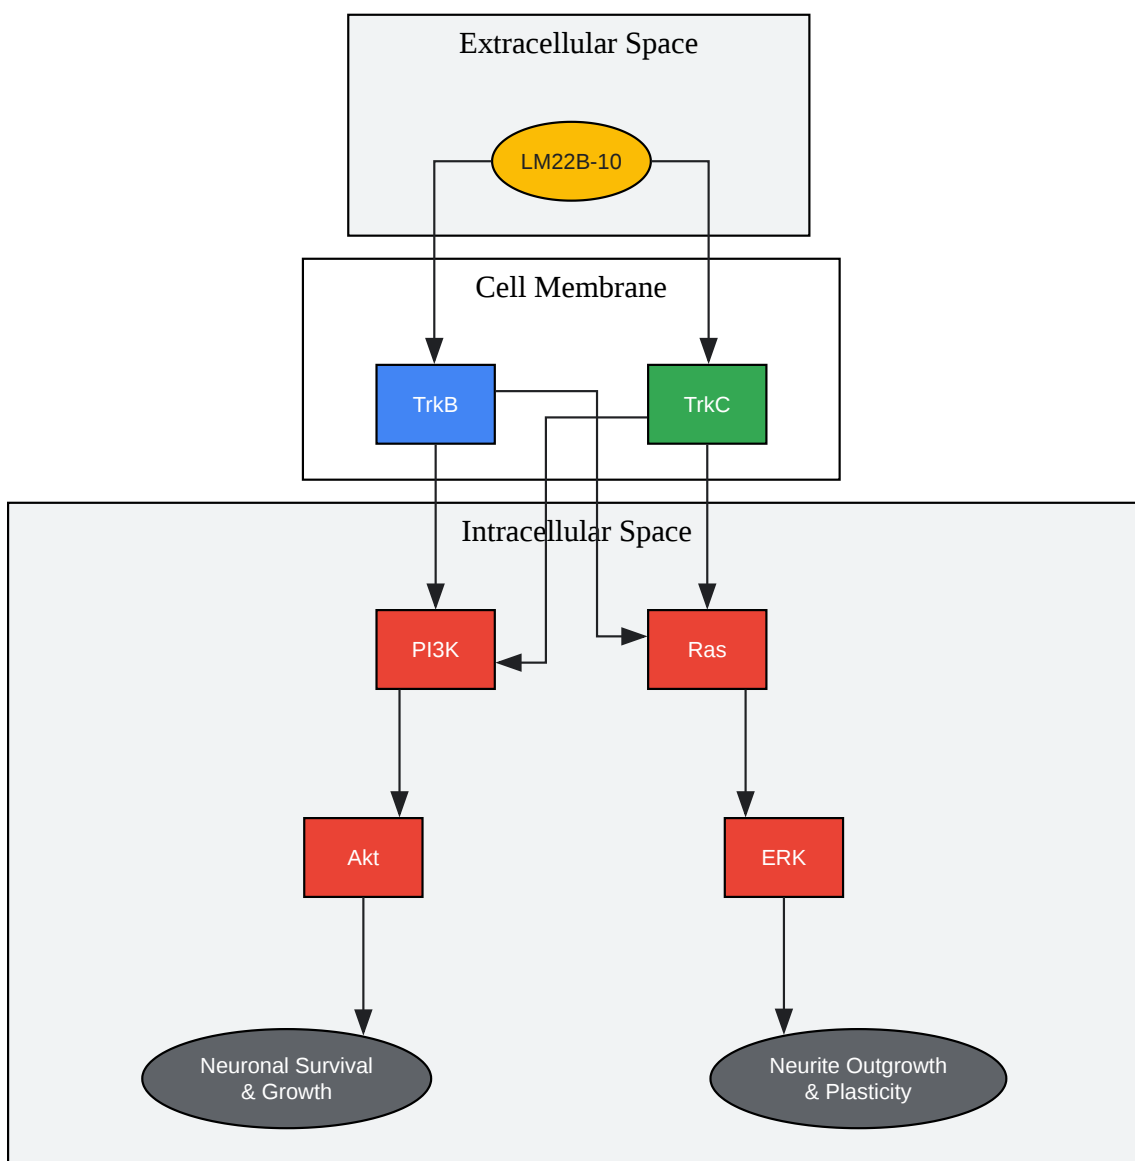 Extracellular Space
LM22B-10
Cell Membrane
TrkB
TrkC
Intracellular Space
PI3K
Ras
Akt
ERK
Neuronal Survival
& Growth
Neurite Outgrowth
& Plasticity